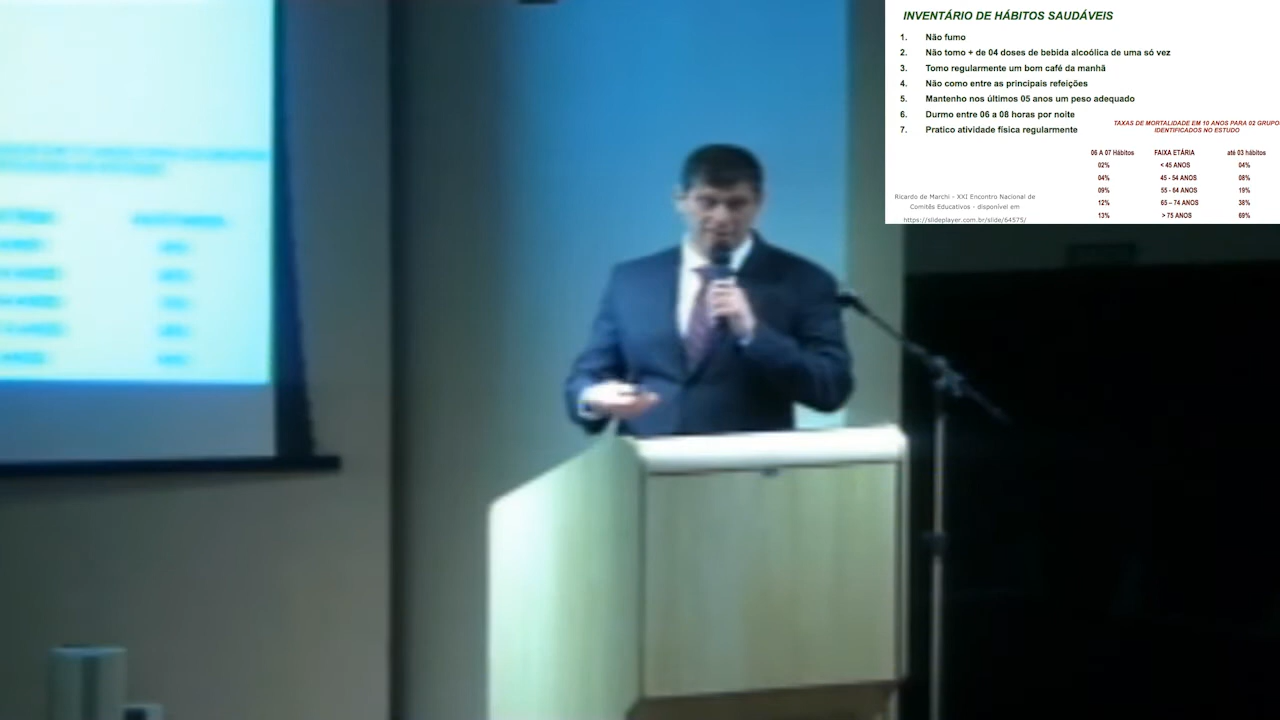 INVENTÁRIO DE HÁBITOS SAUDÁVEIS
1. Não fumo
2. Não tomo + de 04 doses de bebida alcoólica de uma só vez
3. Tomo regularmente um bom café da manhã
4. Não como entre as principais refeições
5. Mantenho nos últimos 05 anos um peso adequado
6. Durmo entre 06 a 08 horas por noite
7. Pratico atividade física regularmente
TAXAS DE MORTALIDADE EM 10 ANOS PARA 02 GRUPO
IDENTIFICADOS NO ESTUDO
06 A 07 Hábitos FAIXA ETÁRIA até 03 hábitos
02% < 45 ANOS 04%
04% 45 - 54 ANOS 08%
09% 55 - 64 ANOS 19%
12% 65 – 74 ANOS 38%
13% > 75 ANOS 69%
Ricardo de Marchi - XXI Encontro Nacional de
Comitês Educativos - disponível em
https://slideplayer.com.br/slide/64575/